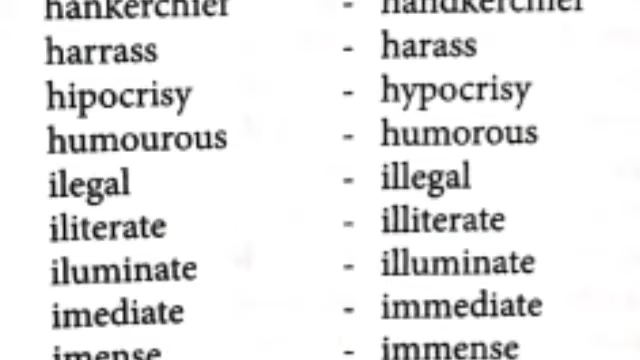 hankerchief - handkerchief
harrass - harass
hipocrisy - hypocrisy
humourous - humorous
ilegal - illegal
iliterate - illiterate
iluminate - illuminate
imediate - immediate
imense - immense